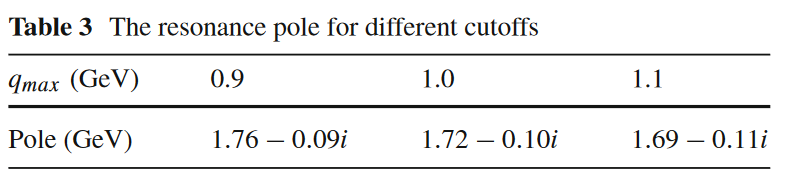 Table 3 The resonance pole for different cutoffs
qmax (GeV) 0.9 1.0 1.1
Pole (GeV) 1.76 − 0.09i 1.72 − 0.10i 1.69 − 0.11i